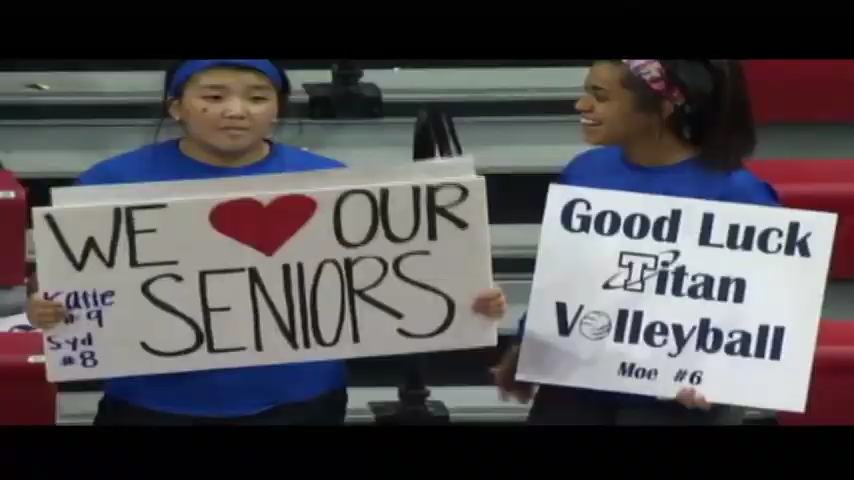 WE ❤ OUR
SENIORS
Katie
#9
Syd
#8
Good Luck
Titan
Volleyball
Moe #6